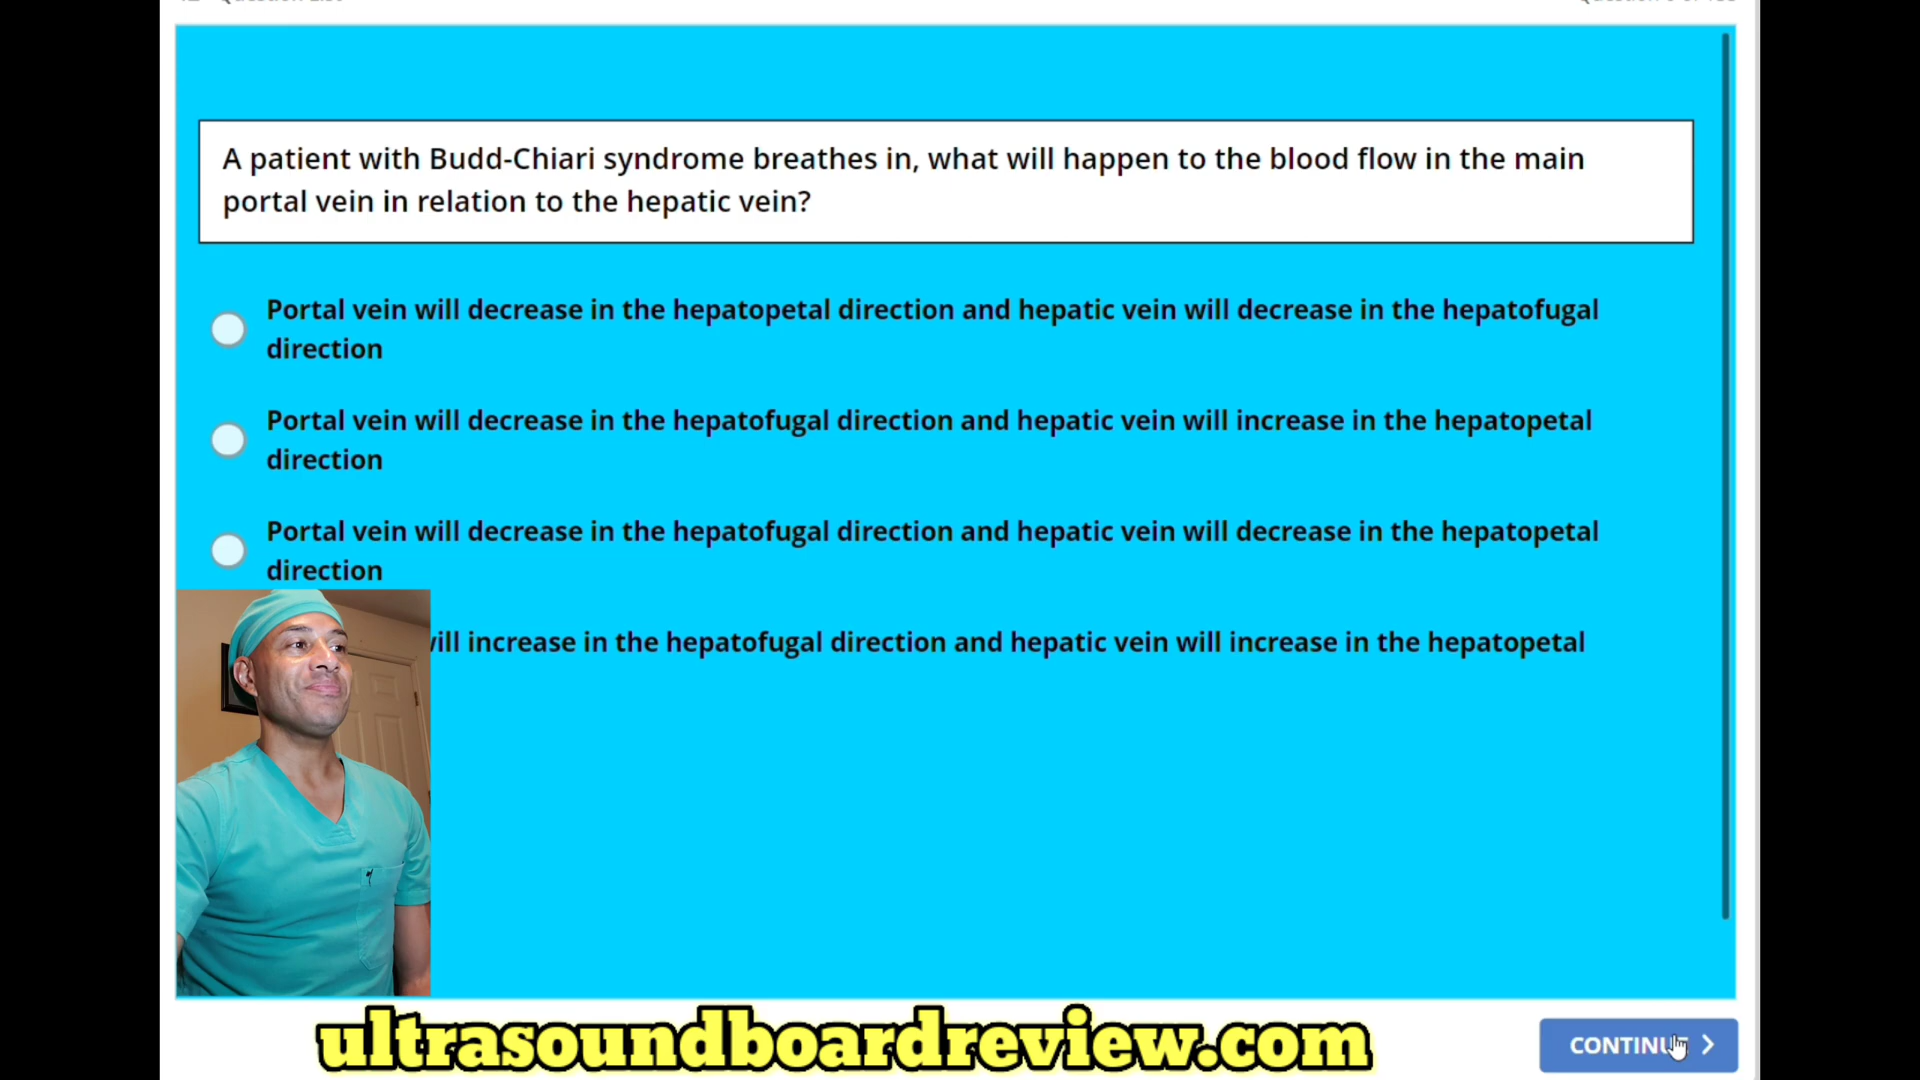 A patient with Budd-Chiari syndrome breathes in, what will happen to the blood flow in the main
portal vein in relation to the hepatic vein?
Portal vein will decrease in the hepatopetal direction and hepatic vein will decrease in the hepatofugal
direction
Portal vein will decrease in the hepatofugal direction and hepatic vein will increase in the hepatopetal
direction
Portal vein will decrease in the hepatofugal direction and hepatic vein will decrease in the hepatopetal
direction
will increase in the hepatofugal direction and hepatic vein will increase in the hepatopetal
ultrasoundboardreview.com
CONTINUE